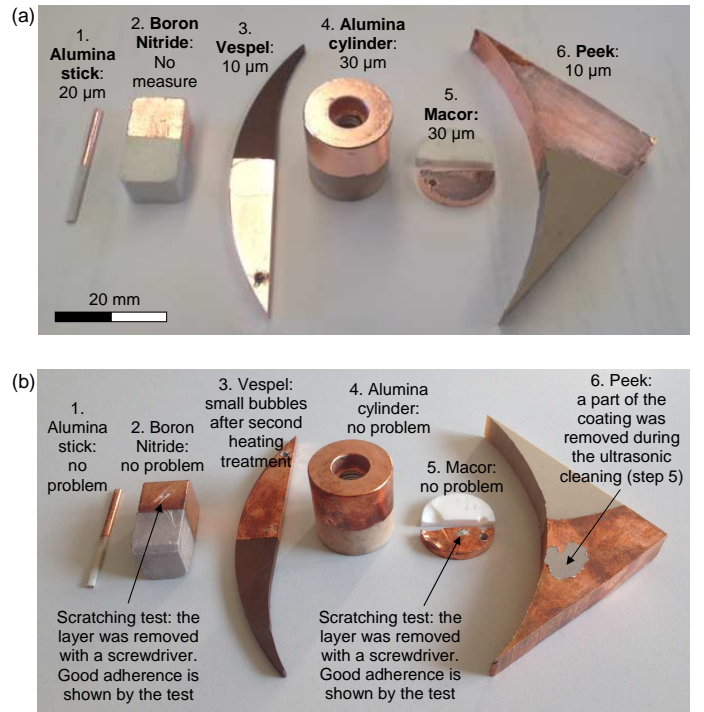 (a)
1.
Alumina
stick:
20 µm
2. Boron
Nitride:
No
measure
3.
Vespel:
10 µm
4. Alumina
cylinder:
30 µm
5.
Macor:
30 µm
6. Peek:
10 µm
20 mm
(b)
1.
Alumina
stick:
no
problem
2. Boron
Nitride:
no problem
3. Vespel:
small bubbles
after second
heating
treatment
4. Alumina
cylinder:
no problem
5. Macor:
no problem
6. Peek:
a part of the
coating was
removed during
the ultrasonic
cleaning (step 5)
Scratching test: the
layer was removed
with a screwdriver.
Good adherence is
shown by the test
Scratching test: the
layer was removed
with a screwdriver.
Good adherence is
shown by the test